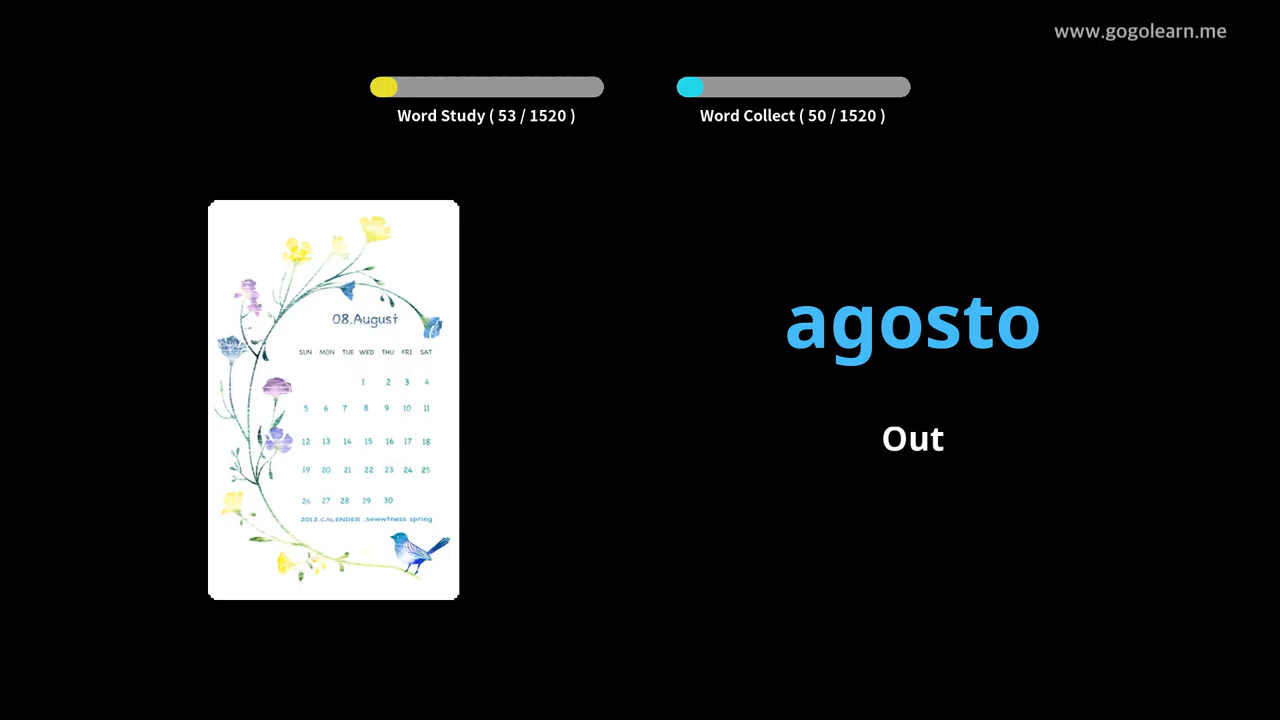 www.gogolearn.me
Word Study ( 53 / 1520 )
Word Collect ( 50 / 1520 )
08.August
SUN MON TUE WED THU FRI SAT
1 2 3 4
5 6 7 8 9 10 11
12 13 14 15 16 17 18
19 20 21 22 23 24 25
26 27 28 29 30
2012.CALENDER .sewwtness spring
agosto
Out